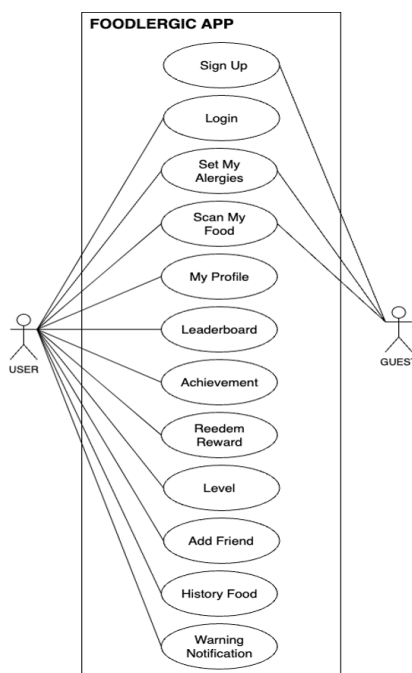 FOODLERGIC APP
Sign Up
Login
Set My
Alergies
Scan My
Food
My Profile
Leaderboard
USER
GUEST
Achievement
Reedem
Reward
Level
Add Friend
History Food
Warning
Notification